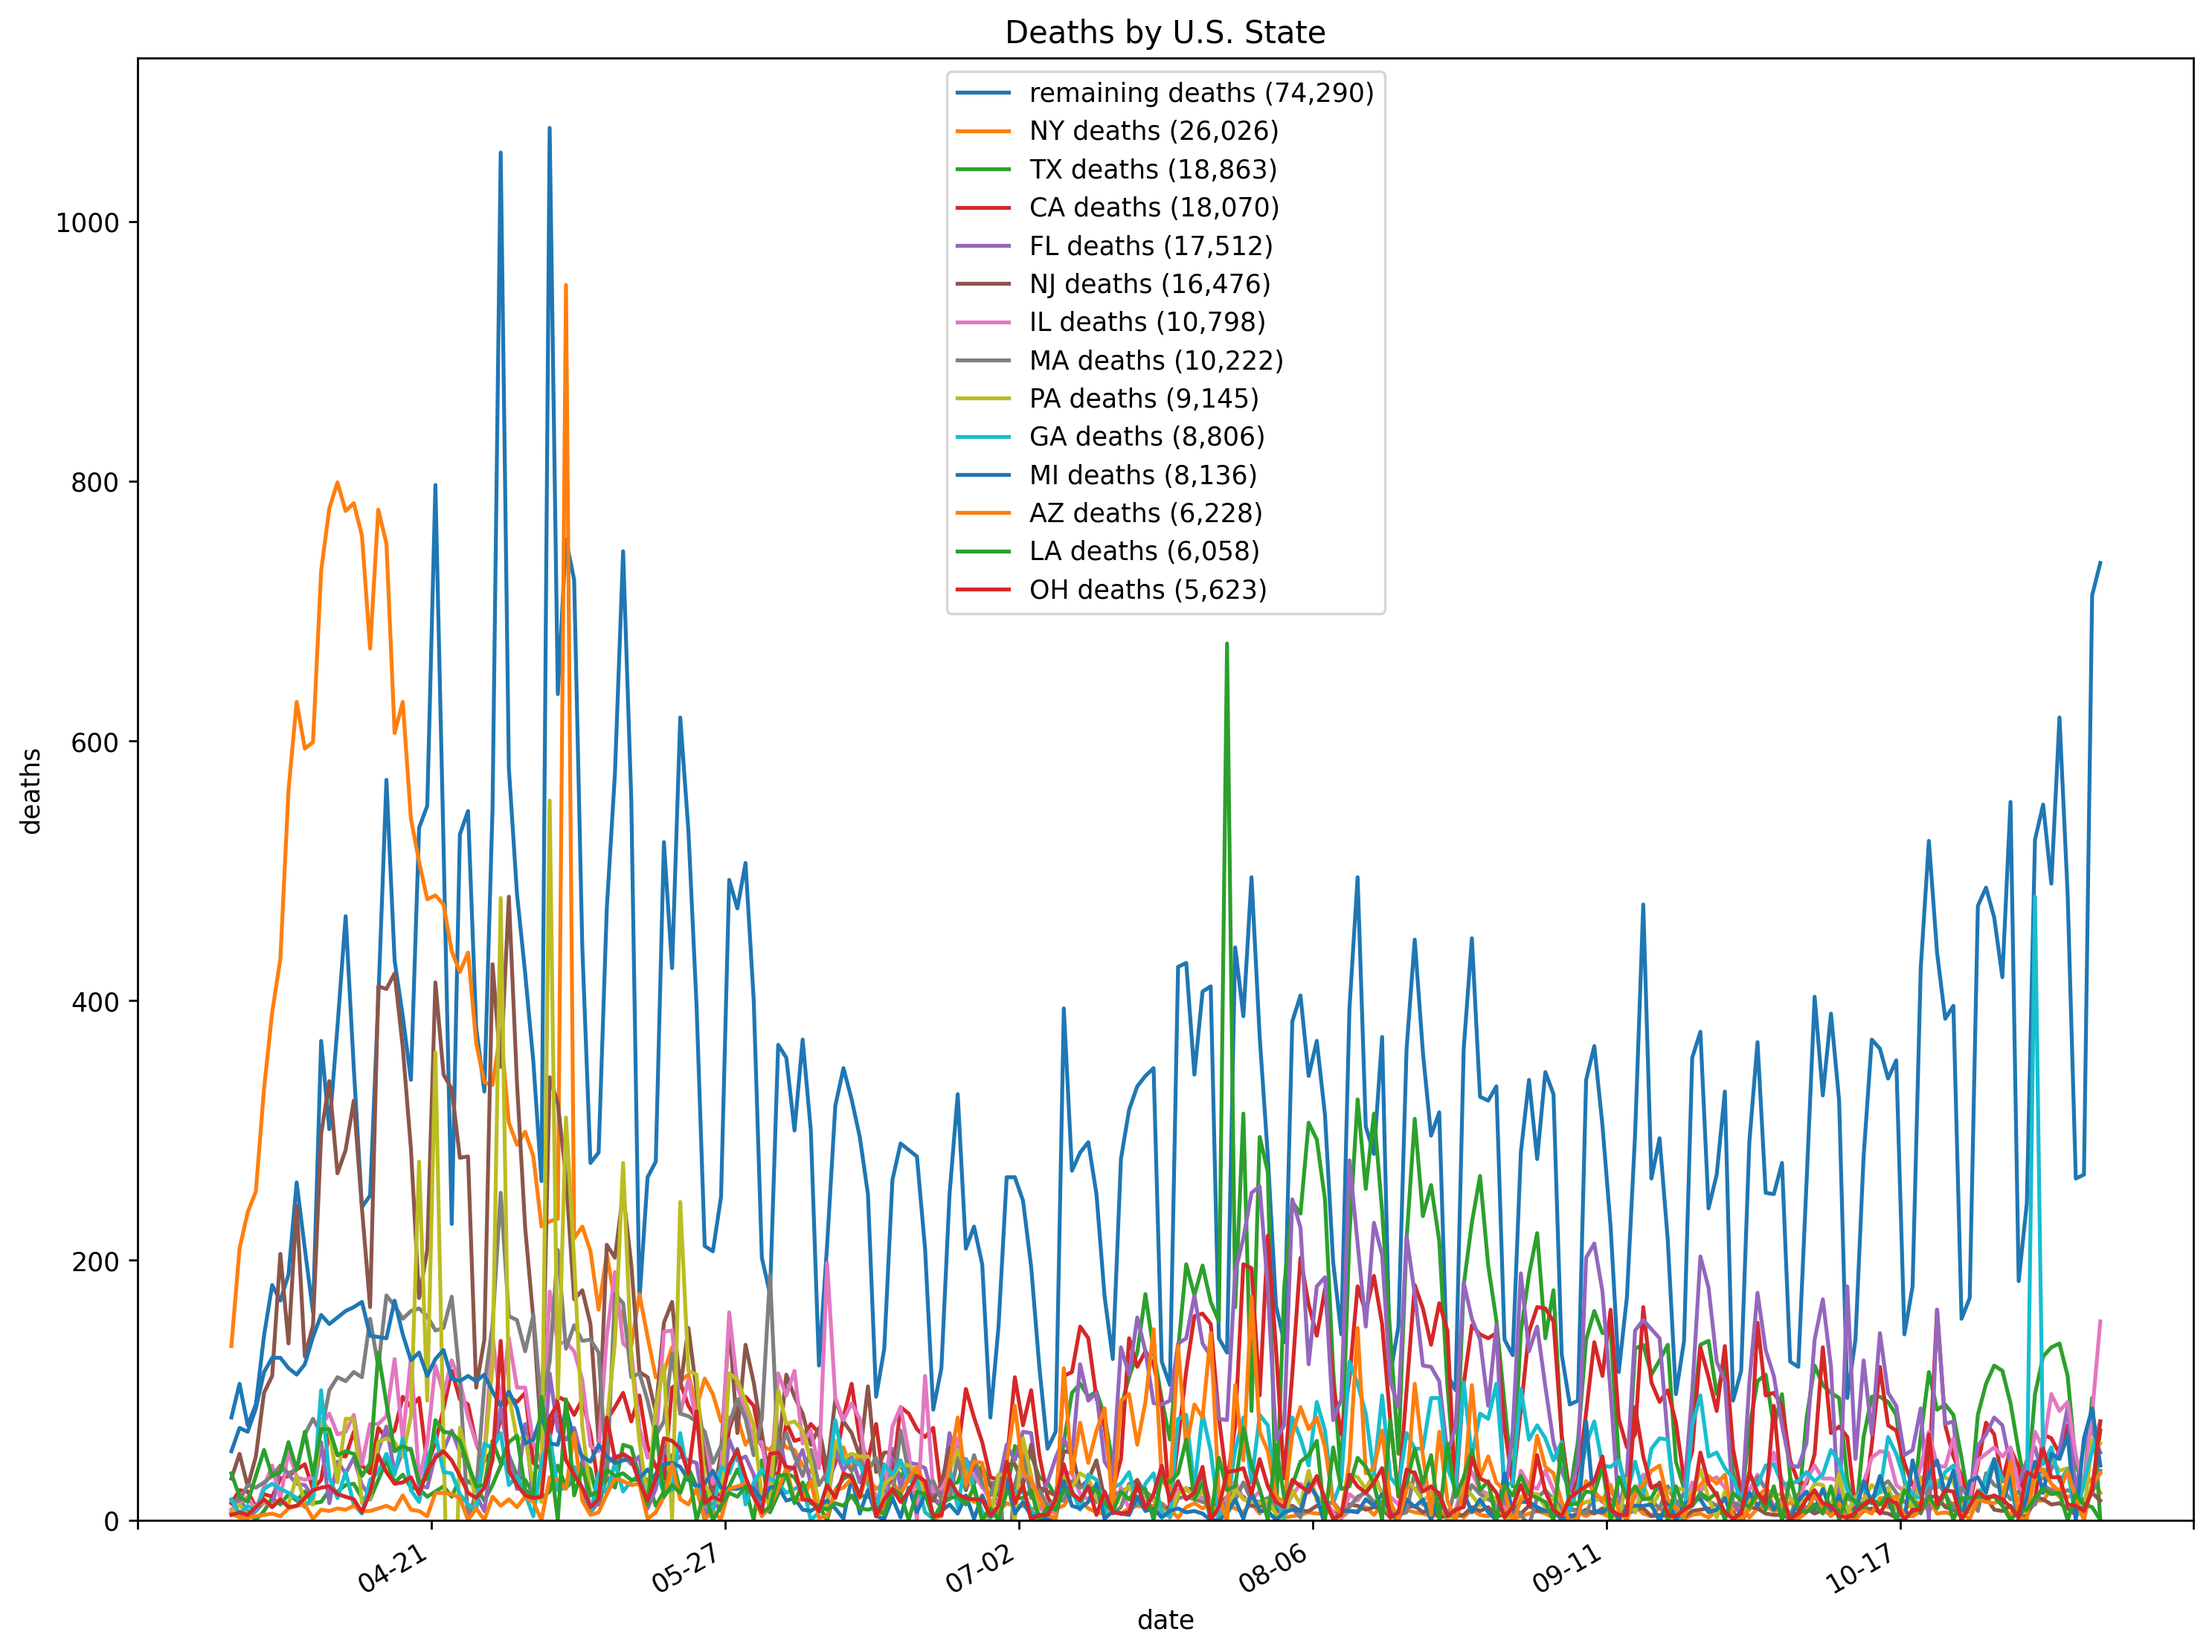 Deaths by U.S. State
remaining deaths (74,290)
NY deaths (26,026)
TX deaths (18,863)
CA deaths (18,070)
FL deaths (17,512)
NJ deaths (16,476)
IL deaths (10,798)
MA deaths (10,222)
PA deaths (9,145)
GA deaths (8,806)
MI deaths (8,136)
AZ deaths (6,228)
LA deaths (6,058)
OH deaths (5,623)
1000
800
600
400
200
0
deaths
04-21
05-27
07-02
08-06
09-11
10-17
date